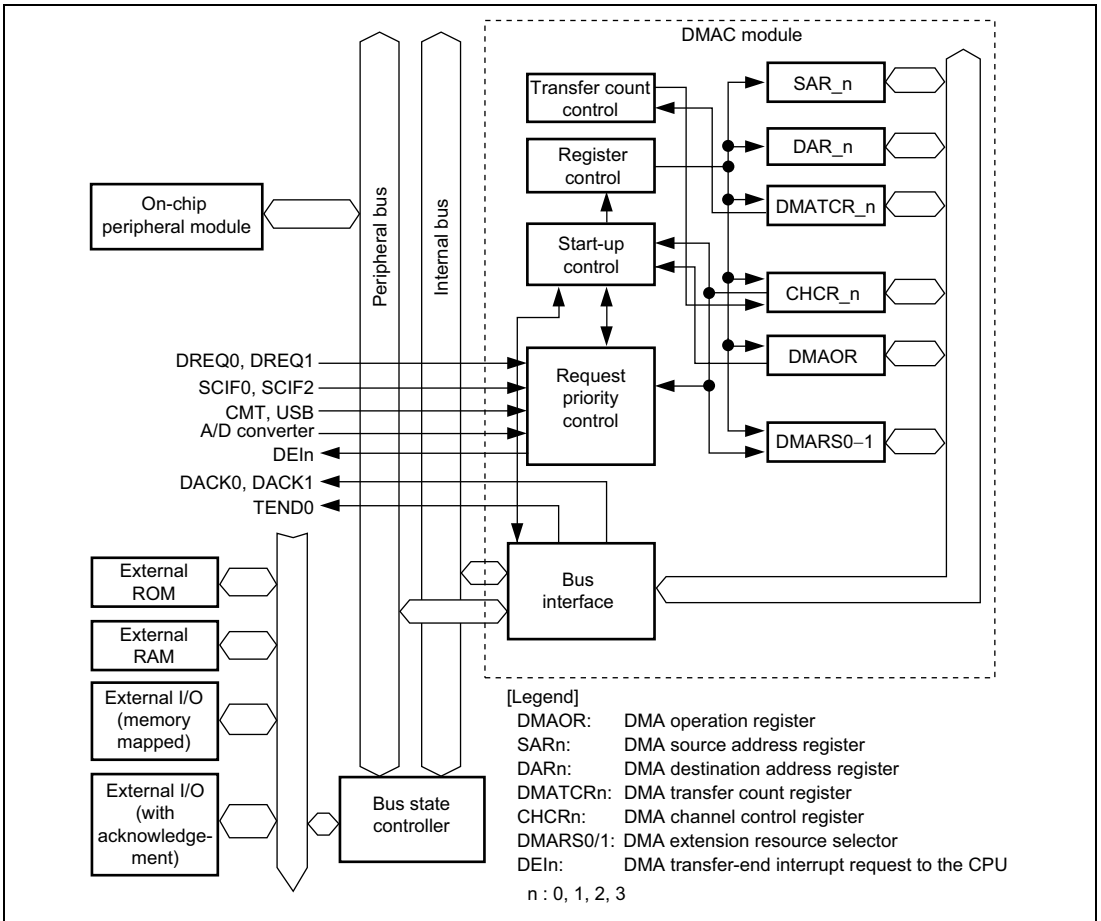 DMAC module
Transfer count
control
Register
control
Start-up
control
Request
priority
control
Bus
interface
SAR_n
DAR_n
DMATCR_n
CHCR_n
DMAOR
DMARS0−1
On-chip
peripheral module
Peripheral bus
Internal bus
DREQ0, DREQ1
SCIF0, SCIF2
CMT, USB
A/D converter
DEIn
DACK0, DACK1
TEND0
External
ROM
External
RAM
External I/O
(memory
mapped)
External I/O
(with
acknowledge-
ment)
Bus state
controller
[Legend]
DMAOR: DMA operation register
SARn: DMA source address register
DARn: DMA destination address register
DMATCRn: DMA transfer count register
CHCRn: DMA channel control register
DMARS0/1: DMA extension resource selector
DEIn: DMA transfer-end interrupt request to the CPU
n : 0, 1, 2, 3